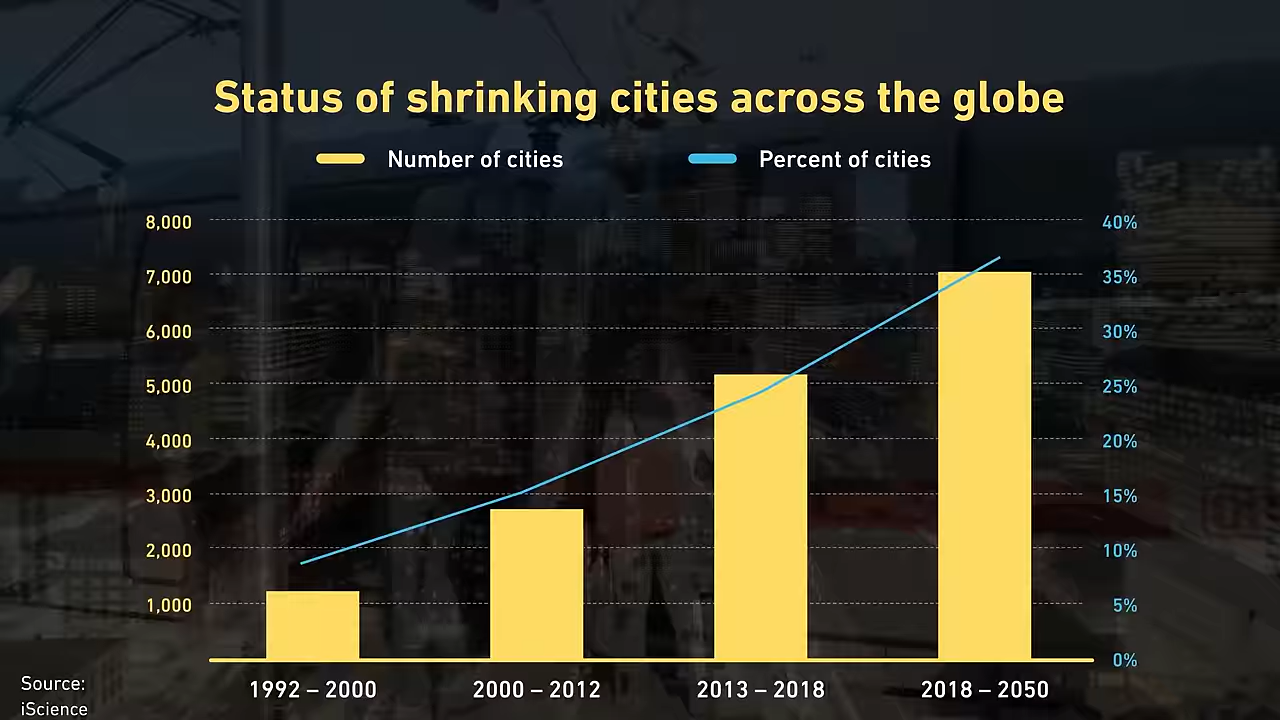 Status of shrinking cities across the globe
Number of cities
Percent of cities
8,000
40%
7,000
35%
6,000
30%
5,000
25%
4,000
20%
3,000
15%
2,000
10%
1,000
5%
0%
1992 – 2000
2000 – 2012
2013 – 2018
2018 – 2050
Source:
iScience